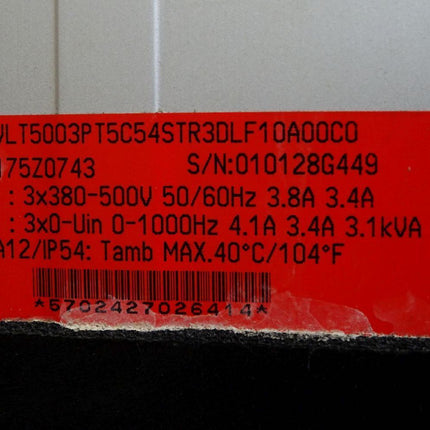 VLT5003PT5C54STR3DLF10A00C0
175Z0743 S/N:010128G449
: 3x380-500V 50/60Hz 3.8A 3.4A
: 3x0-Uin 0-1000Hz 4.1A 3.4A 3.1kVA
A12/IP54: Tamb MAX.40°C/104°F
*5702427026414*